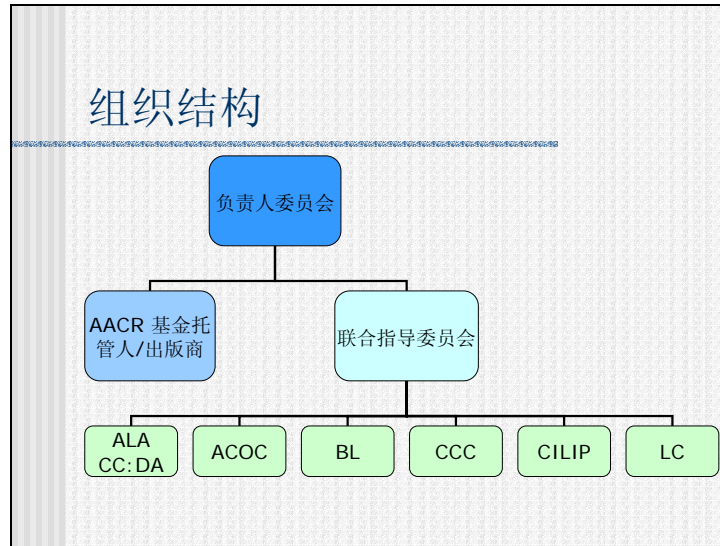 组织结构
负责人委员会
AACR 基金托
管人/出版商
联合指导委员会
ALA
CC:DA
ACOC
BL
CCC
CILIP
LC